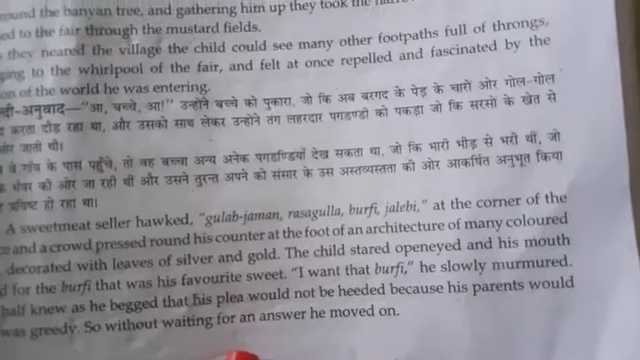 round the banyan tree, and gathering him up they took the
to the fair through the mustard fields.
they neared the village the child could see many other footpaths full of throngs,
ging to the whirlpool of the fair, and felt at once repelled and fascinated by the
on of the world he was entering.
न्दी-अनुवाद—“आ, बच्चे, आ!” उन्होंने बच्चे को पुकारा, जो कि अब बरगद के पेड़ के चारों ओर गोल-गोल
करता दौड़ रहा था, और उसको साथ लेकर उन्होंने तंग लहरदार पगडण्डी को पकड़ा जो कि सरसों के खेत से
ओर जाती थी।
वे गाँव के पास पहुँचे, तो वह बच्चा अन्य अनेक पगडण्डियाँ देख सकता था, जो कि भारी भीड़ से भरी थीं, जो
के भँवर की ओर जा रही थीं और उसने तुरन्त अपने को संसार के उस अस्तव्यस्तता की ओर आकर्षित अनुभूत किया
प्रविष्ट हो रहा था।
A sweetmeat seller hawked, “gulab-jaman, rasagulla, burfi, jalebi,” at the corner of the
ce and a crowd pressed round his counter at the foot of an architecture of many coloured
decorated with leaves of silver and gold. The child stared openeyed and his mouth
d for the burfi that was his favourite sweet. “I want that burfi,” he slowly murmured.
half knew as he begged that his plea would not be heeded because his parents would
was greedy. So without waiting for an answer he moved on.